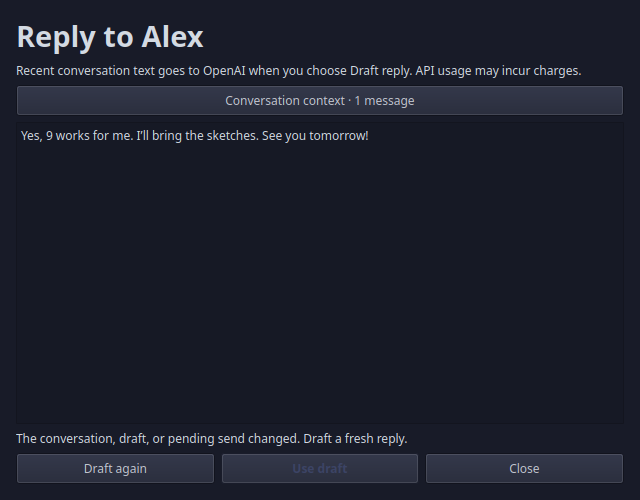 Reply to Alex
Recent conversation text goes to OpenAI when you choose Draft reply. API usage may incur charges.
Conversation context · 1 message
Yes, 9 works for me. I’ll bring the sketches. See you tomorrow!
The conversation, draft, or pending send changed. Draft a fresh reply.
Draft again
Use draft
Close